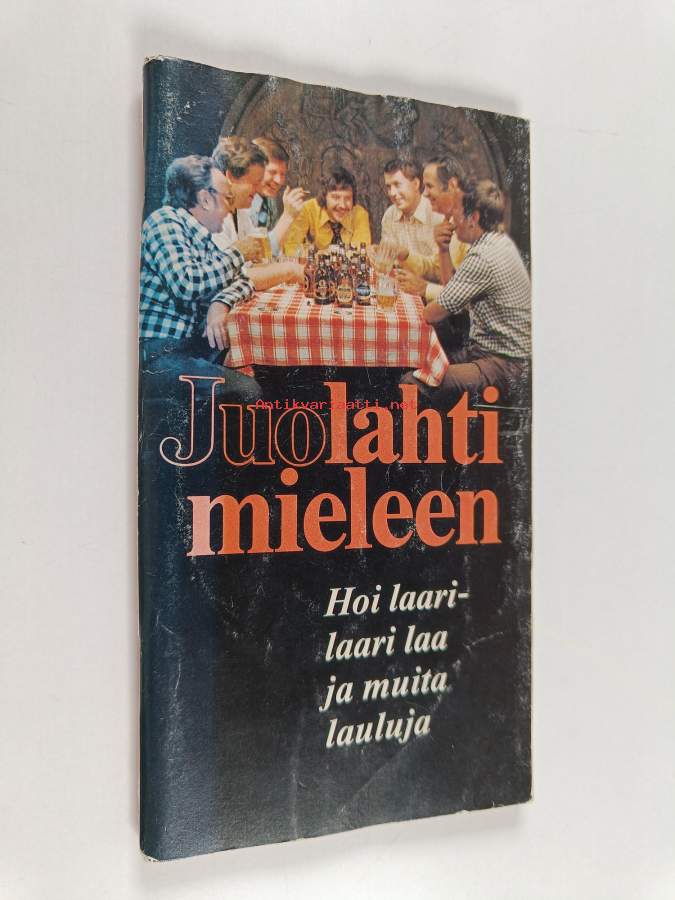 Juolahti
Antikvariaatti.net
mieleen
Hoi laari-
laari laa
ja muita
lauluja